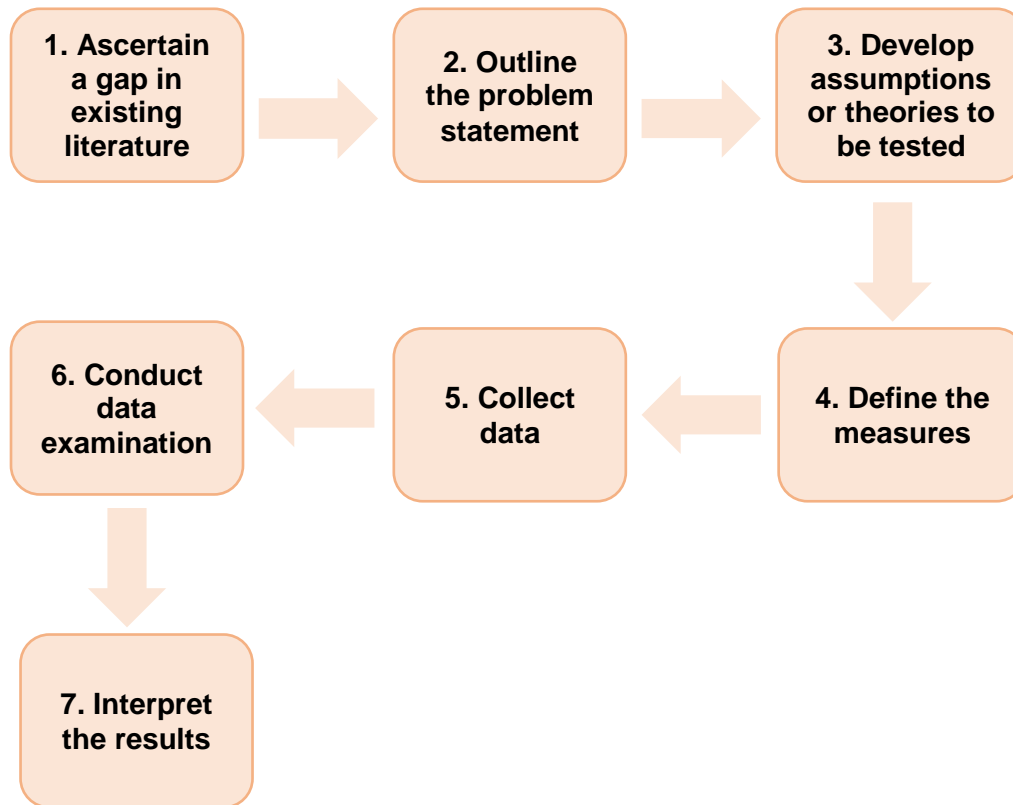 1. Ascertain
a gap in
existing
literature
2. Outline
the problem
statement
3. Develop
assumptions
or theories to
be tested
4. Define the
measures
5. Collect
data
6. Conduct
data
examination
7. Interpret
the results